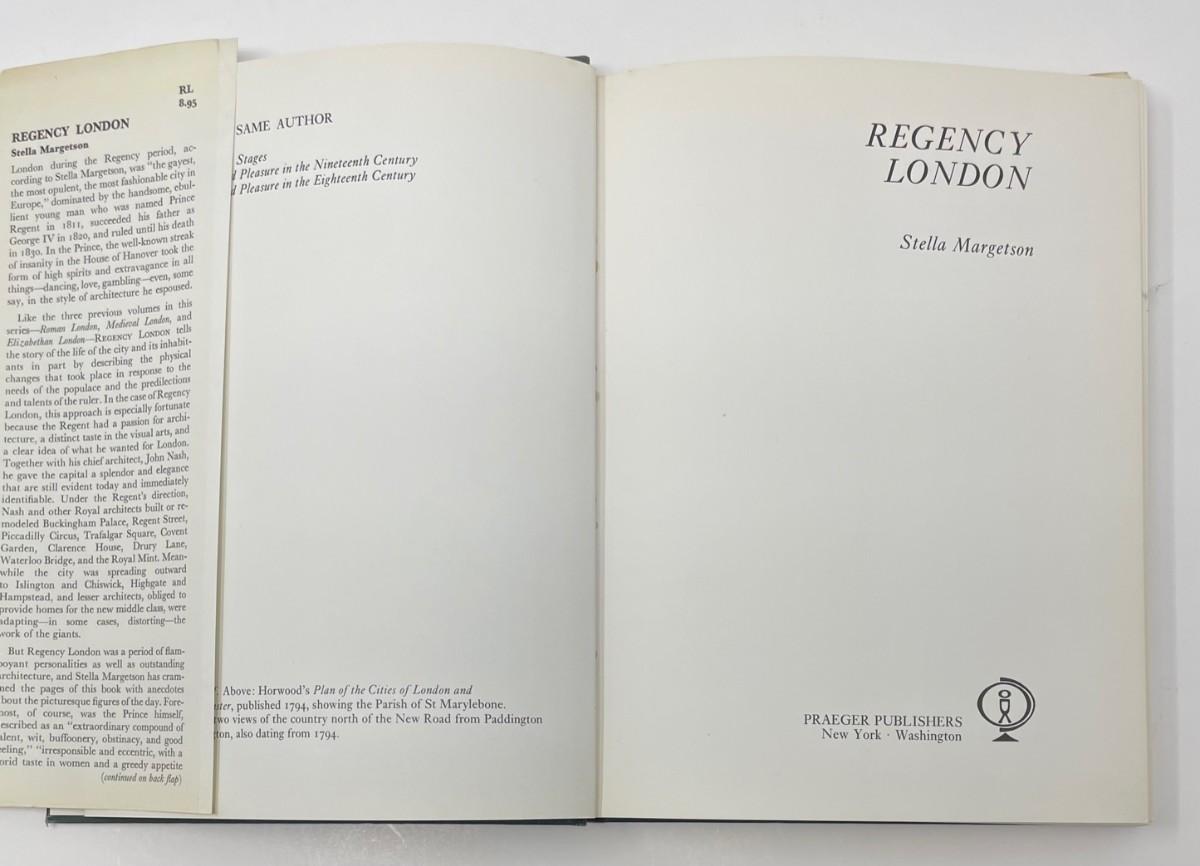 RL
8.95
REGENCY LONDON
Stella Margetson
London during the Regency period, ac-
cording to Stella Margetson, was "the gayest,
the most opulent, the most fashionable city in
Europe," dominated by the handsome, ebul-
lient young man who was named Prince
Regent in 1811, succeeded his father as
George IV in 1820, and ruled until his death
in 1830. In the Prince, the well-known streak
of insanity in the House of Hanover took the
form of high spirits and extravagance in all
things—dancing, love, gambling—even, some
say, in the style of architecture he espoused.
Like the three previous volumes in this
series—Roman London, Medieval London, and
Elizabethan London—REGENCY LONDON tells
the story of the life of the city and its inhabit-
ants in part by describing the physical
changes that took place in response to the
needs of the populace and the predilections
and talents of the ruler. In the case of Regency
London, this approach is especially fortunate
because the Regent had a passion for archi-
tecture, a distinct taste in the visual arts, and
a clear idea of what he wanted for London.
Together with his chief architect, John Nash,
he gave the capital a splendor and elegance
that are still evident today and immediately
identifiable. Under the Regent's direction,
Nash and other Royal architects built or re-
modeled Buckingham Palace, Regent Street,
Piccadilly Circus, Trafalgar Square, Covent
Garden, Clarence House, Drury Lane,
Waterloo Bridge, and the Royal Mint. Mean-
while the city was spreading outward
to Islington and Chiswick, Highgate and
Hampstead, and lesser architects, obliged to
provide homes for the new middle class, were
adapting—in some cases, distorting—the
work of the giants.
But Regency London was a period of flam-
boyant personalities as well as outstanding
architecture, and Stella Margetson has cram-
med the pages of this book with anecdotes
about the picturesque figures of the day. Fore-
most, of course, was the Prince himself,
escribed as an "extraordinary compound of
alent, wit, buffoonery, obstinacy, and good
eeling," "irresponsible and eccentric, with a
orid taste in women and a greedy appetite
(continued on back flap)
SAME AUTHOR
Stages
d Pleasure in the Nineteenth Century
d Pleasure in the Eighteenth Century
: Above: Horwood's Plan of the Cities of London and
ster, published 1794, showing the Parish of St Marylebone.
two views of the country north of the New Road from Paddington
ton, also dating from 1794.
REGENCY
LONDON
Stella Margetson
PRAEGER PUBLISHERS
New York · Washington